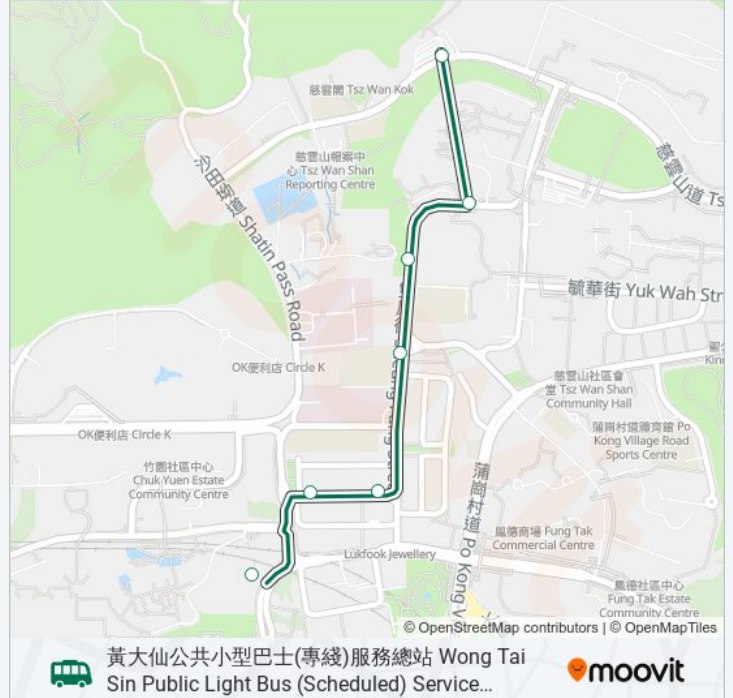 慈雲閣 Tsz Wan Kok
慈雲山報案中
心 Tsz Wan Shan
Reporting Centre
慈雲山道 Ts
沙田坳道 Shatin Pass Road
毓華街 Yuk Wah Str
OK便利店 Circle K
慈雲山社區會
堂 Tsz Wan Shan
Community Hall
OK便利店 Circle K
蒲崗村道體育館 Po
Kong Village Road
Sports Centre
竹園社區中心
Chuk Yuen Estate
Community Centre
蒲崗村道 Po Kong V
鳳德商場 Fung Tak
Commercial Centre
Lukfook Jewellery
鳳德社區中心
Fung Tak Estate
Community Centre
© OpenStreetMap contributors | © OpenMapTiles
黃大仙公共小型巴士(專綫)服務總站 Wong Tai
Sin Public Light Bus (Scheduled) Service...
moovit